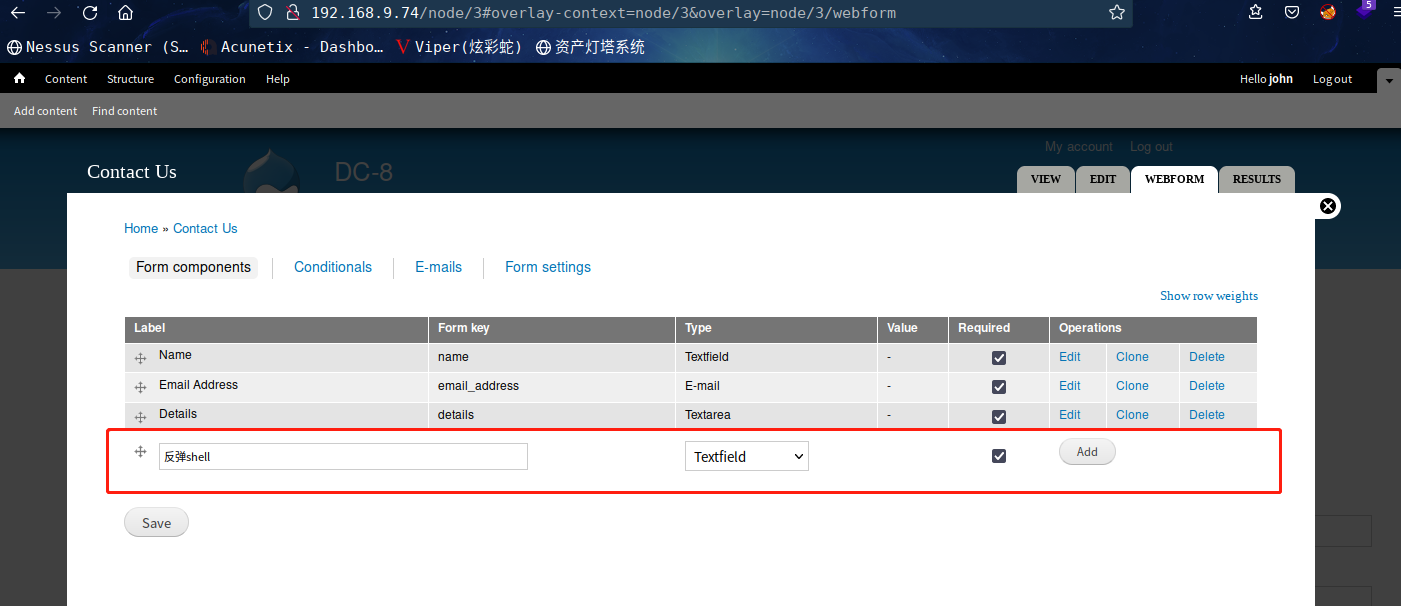 192.168.9.74/node/3#overlay-context=node/3&overlay=node/3/webform
5
Nessus Scanner (S… Acunetix - Dashbo… Viper(炫彩蛇) 资产灯塔系统
Content Structure Configuration Help Hello john Log out
Add content Find content
My account Log out
Contact Us DC-8
VIEW EDIT WEBFORM RESULTS
Home » Contact Us
Form components Conditionals E-mails Form settings
Show row weights
Label Form key Type Value Required Operations
Name name Textfield - Edit Clone Delete
Email Address email_address E-mail - Edit Clone Delete
Details details Textarea - Edit Clone Delete
反弹shell Textfield Add
Save